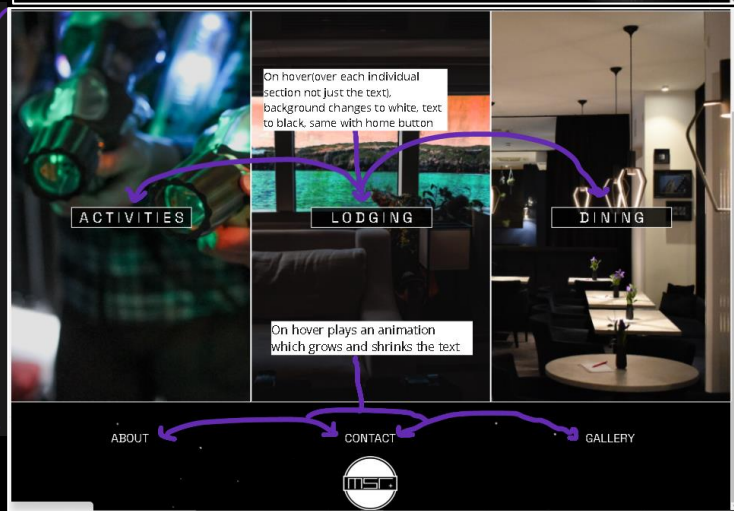 On hover(over each individual
section not just the text),
background changes to white, text
to black, same with home button
ACTIVITIES
LODGING
DINING
On hover plays an animation
which grows and shrinks the text
ABOUT
CONTACT
GALLERY
MSC